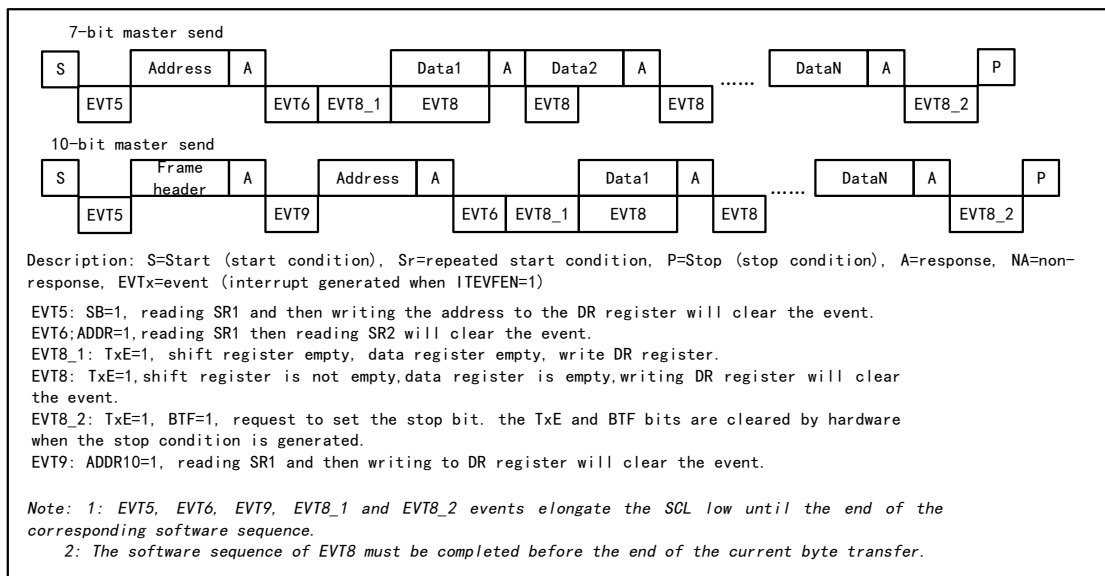 7-bit master send
S Address A Data1 A Data2 A ...... DataN A P
EVT5 EVT6 EVT8_1 EVT8 EVT8 EVT8 EVT8_2
10-bit master send
S Frame header A Address A Data1 A ...... DataN A P
EVT5 EVT9 EVT6 EVT8_1 EVT8 EVT8 EVT8_2
Description: S=Start (start condition), Sr=repeated start condition, P=Stop (stop condition), A=response, NA=non-
response, EVTx=event (interrupt generated when ITEVFEN=1)
EVT5: SB=1, reading SR1 and then writing the address to the DR register will clear the event.
EVT6;ADDR=1,reading SR1 then reading SR2 will clear the event.
EVT8_1: TxE=1, shift register empty, data register empty, write DR register.
EVT8: TxE=1,shift register is not empty,data register is empty,writing DR register will clear
the event.
EVT8_2: TxE=1, BTF=1, request to set the stop bit. the TxE and BTF bits are cleared by hardware
when the stop condition is generated.
EVT9: ADDR10=1, reading SR1 and then writing to DR register will clear the event.
Note: 1: EVT5, EVT6, EVT9, EVT8_1 and EVT8_2 events elongate the SCL low until the end of the
corresponding software sequence.
2: The software sequence of EVT8 must be completed before the end of the current byte transfer.